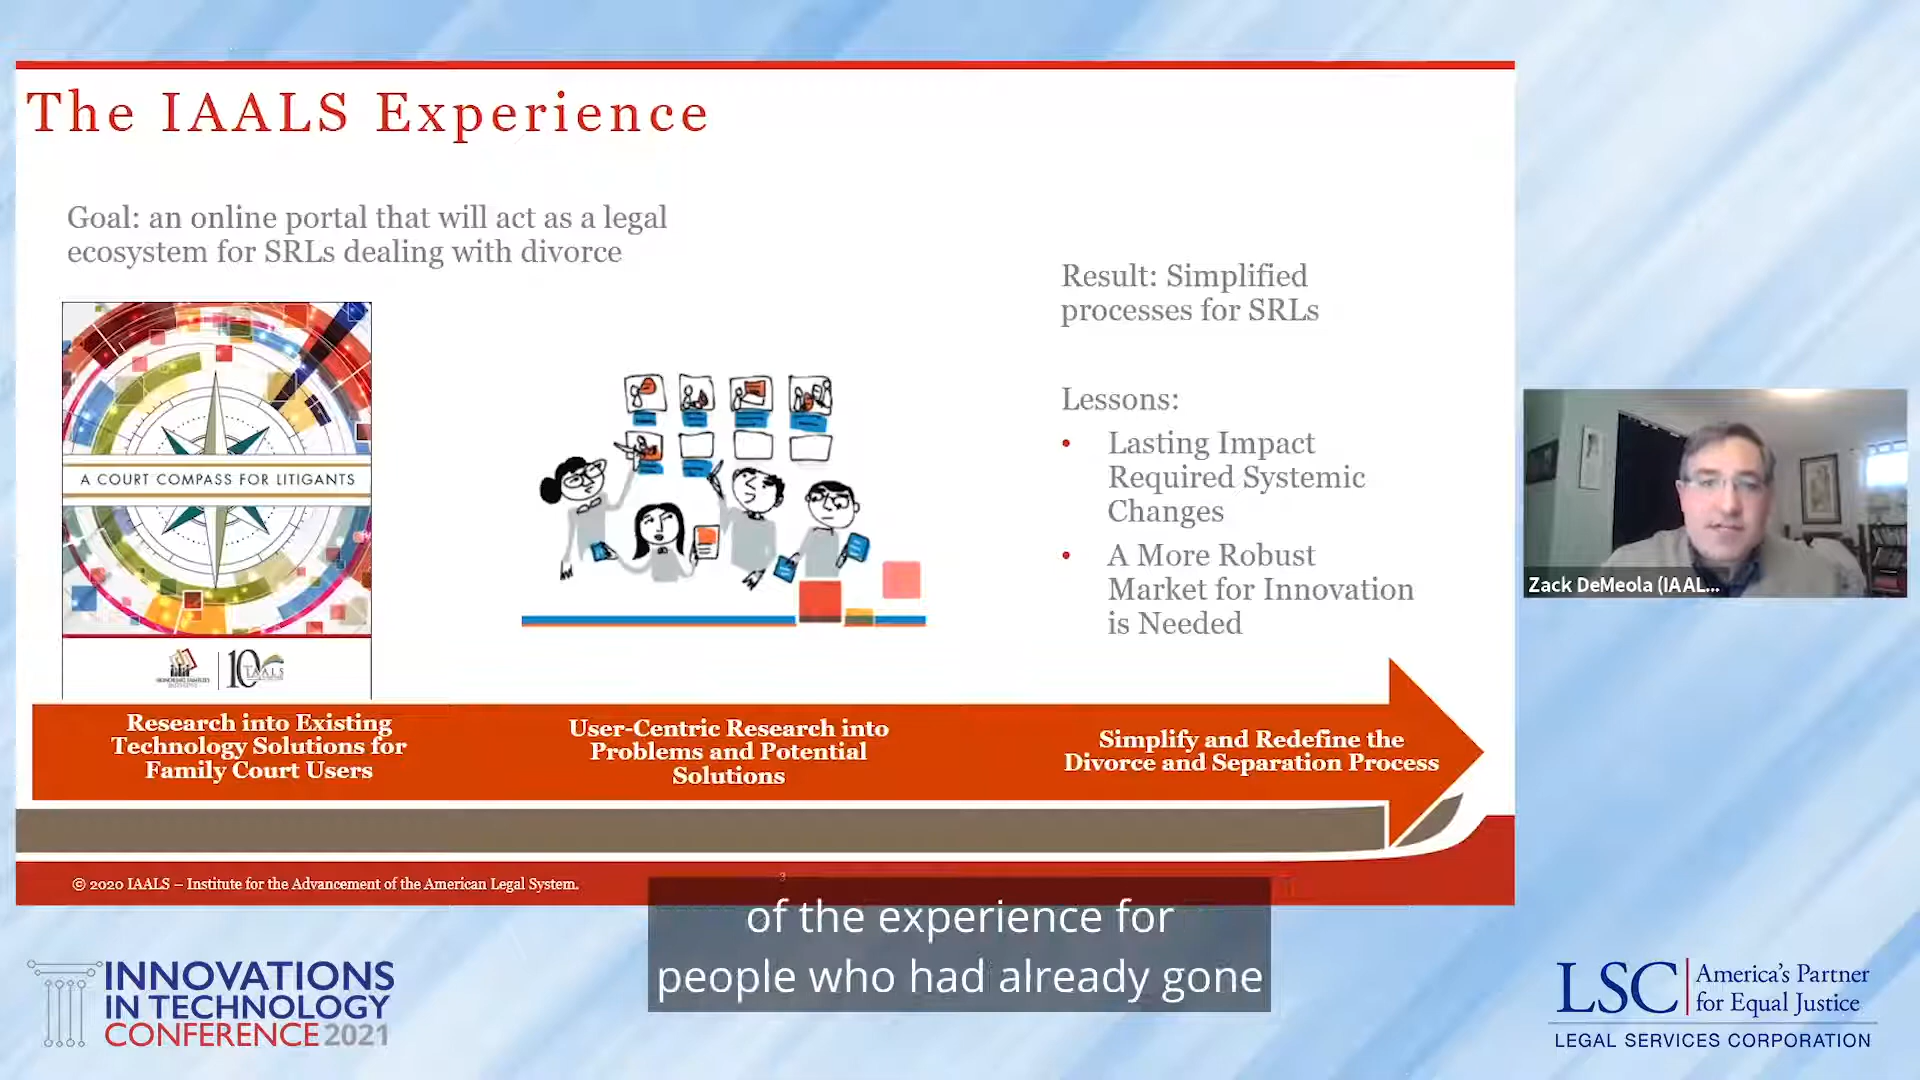 The IAALS Experience
Goal: an online portal that will act as a legal
ecosystem for SRLs dealing with divorce
A COURT COMPASS FOR LITIGANTS
HONORING FAMILIES
10 IAALS
Result: Simplified
processes for SRLs
Lessons:
• Lasting Impact
Required Systemic
Changes
• A More Robust
Market for Innovation
is Needed
Zack DeMeola (IAAL...
Research into Existing
Technology Solutions for
Family Court Users
User-Centric Research into
Problems and Potential
Solutions
Simplify and Redefine the
Divorce and Separation Process
© 2020 IAALS – Institute for the Advancement of the American Legal System.
3
of the experience for
people who had already gone
INNOVATIONS
IN TECHNOLOGY
CONFERENCE 2021
LSC America's Partner
for Equal Justice
LEGAL SERVICES CORPORATION